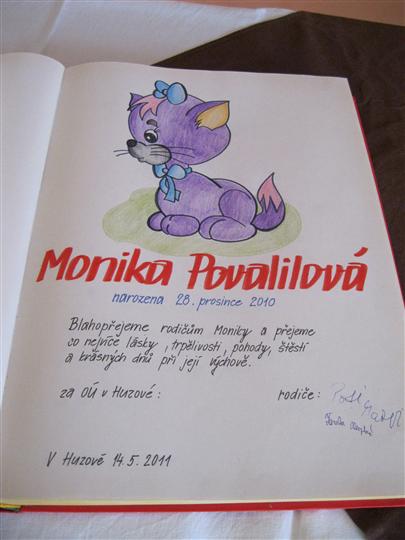 Monika Povalilová
narozena 28. prosince 2010
Blahopřejeme rodičům Moniky a přejeme
co nejvíce lásky, trpělivosti, pohody, štěstí
a krásných dnů při její výchově.
za OÚ v Huzové: rodiče:
V Huzové 14.5.2011